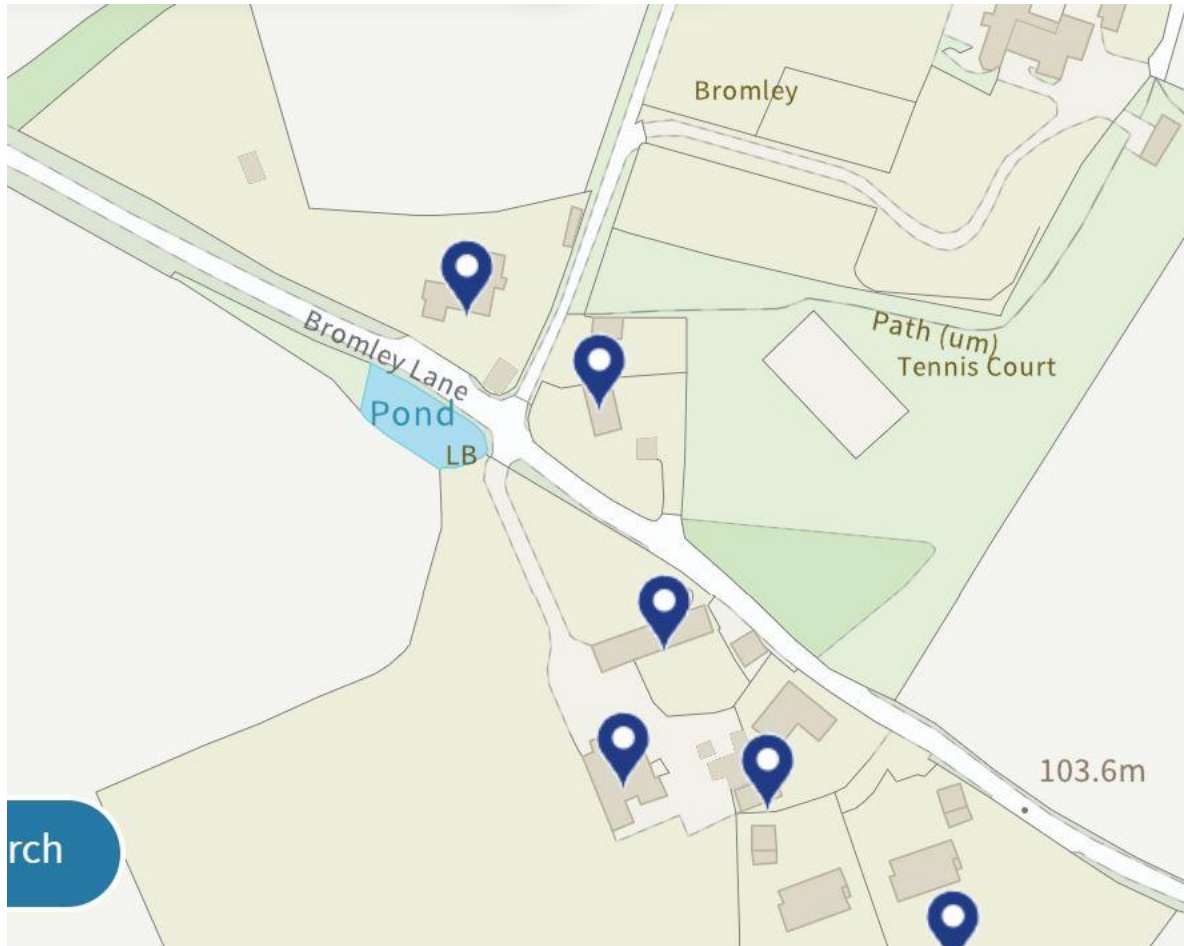 Bromley
Path (um)
Tennis Court
Bromley Lane
Pond
LB
103.6m
rch